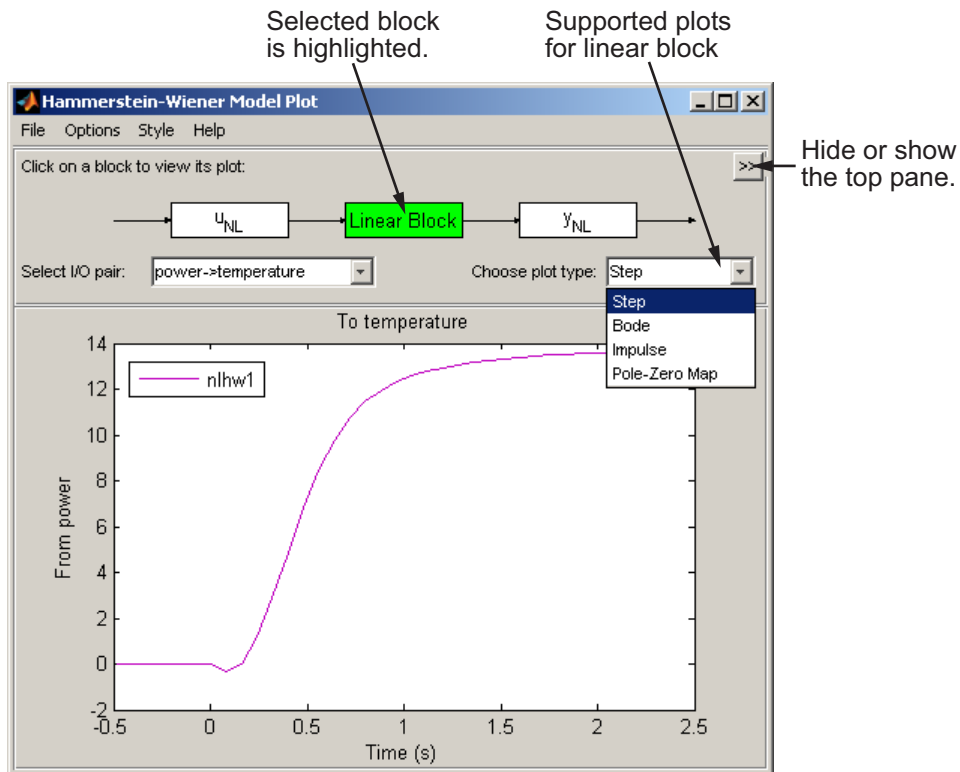 Selected block
is highlighted.
Supported plots
for linear block
Hammerstein-Wiener Model Plot
File Options Style Help
Click on a block to view its plot:
>>
Hide or show
the top pane.
uNL
Linear Block
yNL
Select I/O pair:
power->temperature
Choose plot type:
Step
Step
Bode
Impulse
Pole-Zero Map
To temperature
nlhw1
From power
14
12
10
8
6
4
2
0
-2
-0.5 0 0.5 1 1.5 2 2.5
Time (s)